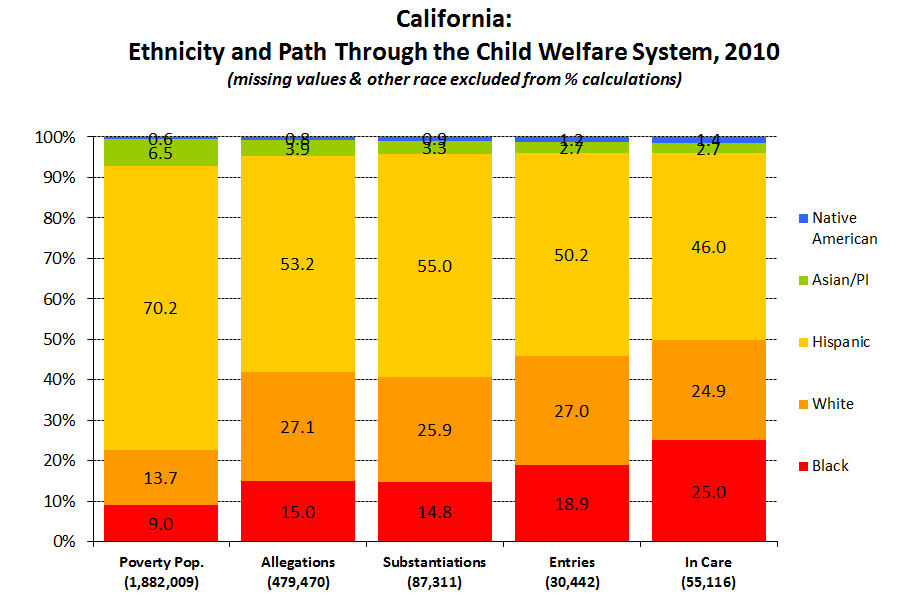 California:
Ethnicity and Path Through the Child Welfare System, 2010
(missing values & other race excluded from % calculations)
100%
90%
80%
70%
60%
50%
40%
30%
20%
10%
0%
0.6
6.5
70.2
13.7
9.0
0.8
3.9
53.2
27.1
15.0
0.9
3.3
55.0
25.9
14.8
1.2
2.7
50.2
27.0
18.9
1.4
2.7
46.0
24.9
25.0
Poverty Pop.
(1,882,009)
Allegations
(479,470)
Substantiations
(87,311)
Entries
(30,442)
In Care
(55,116)
Native
American
Asian/PI
Hispanic
White
Black